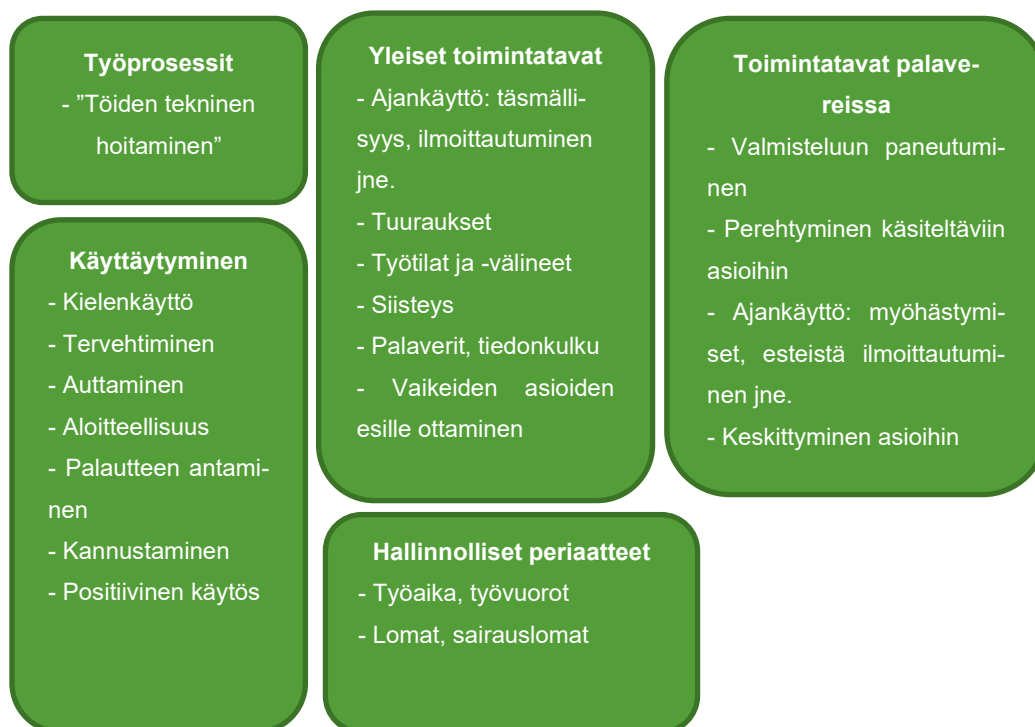 Työprosessit
- ”Töiden tekninen
hoitaminen”
Käyttäytyminen
- Kielenkäyttö
- Tervehtiminen
- Auttaminen
- Aloitteellisuus
- Palautteen antami-
nen
- Kannustaminen
- Positiivinen käytös
Yleiset toimintatavat
- Ajankäyttö: täsmälli-
syys, ilmoittautuminen
jne.
- Tuuraukset
- Työtilat ja -välineet
- Siisteys
- Palaverit, tiedonkulku
- Vaikeiden asioiden
esille ottaminen
Hallinnolliset periaatteet
- Työaika, työvuorot
- Lomat, sairauslomat
Toimintatavat palave-
reissa
- Valmisteluun paneutumi-
nen
- Perehtyminen käsiteltäviin
asioihin
- Ajankäyttö: myöhästymi-
set, esteistä ilmoittautumi-
nen jne.
- Keskittyminen asioihin